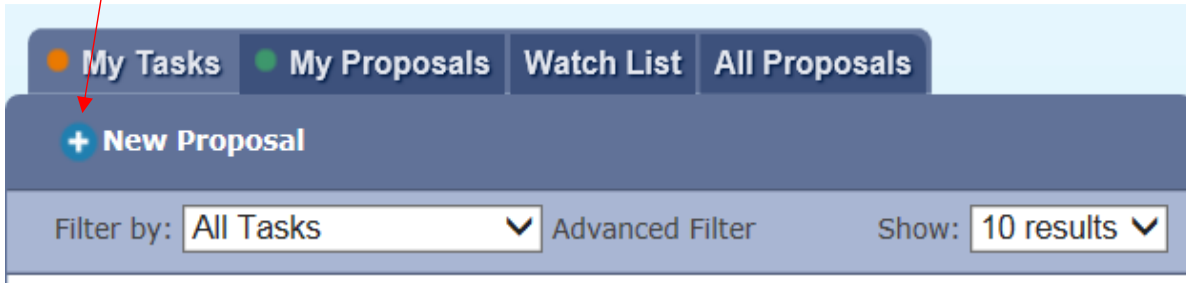 My Tasks My Proposals Watch List All Proposals
New Proposal
Filter by: All Tasks Advanced Filter Show: 10 results